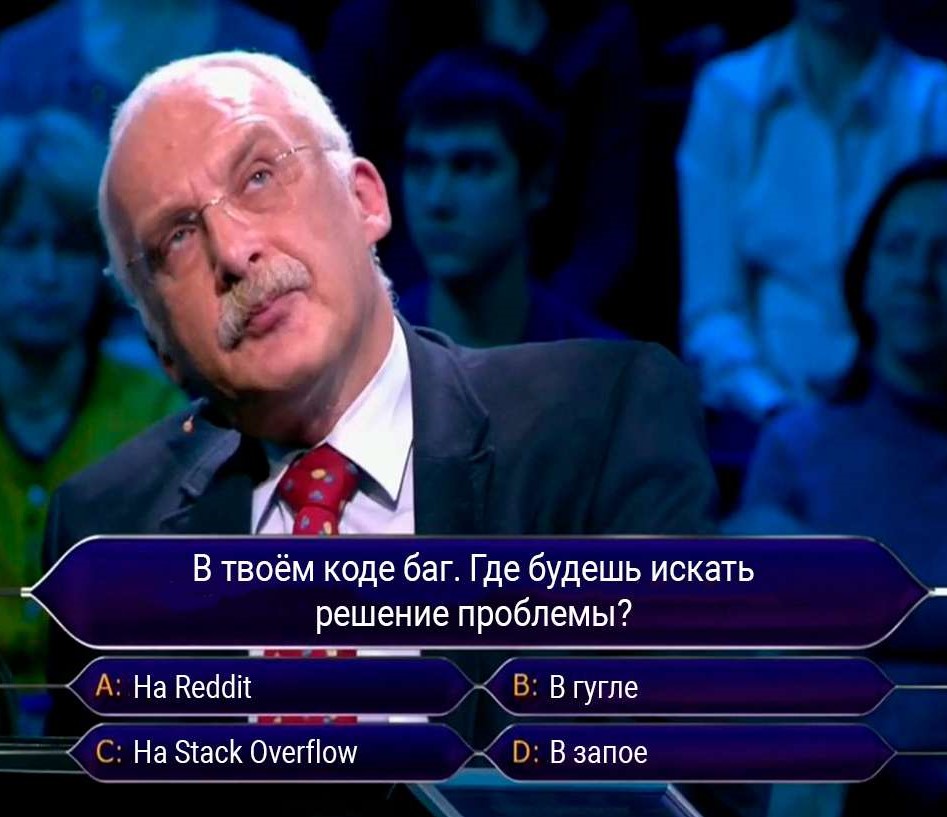 В твоём коде баг. Где будешь искать
решение проблемы?
A: На Reddit
B: В гугле
C: На Stack Overflow
D: В запое